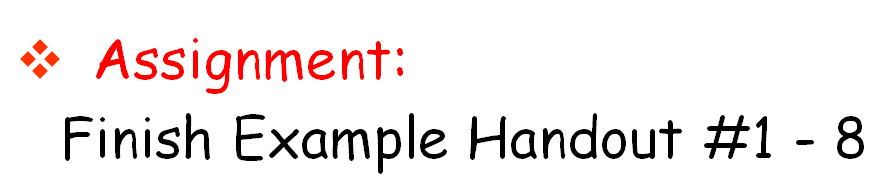 ❖ Assignment:
Finish Example Handout #1 - 8